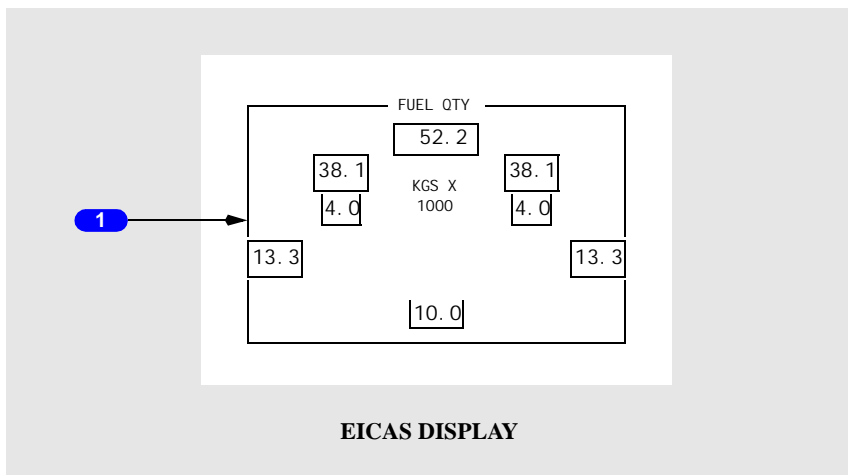 FUEL QTY
52.2
38.1 38.1
KGS X
1000
4.0 4.0
1
13.3 13.3
10.0
EICAS DISPLAY